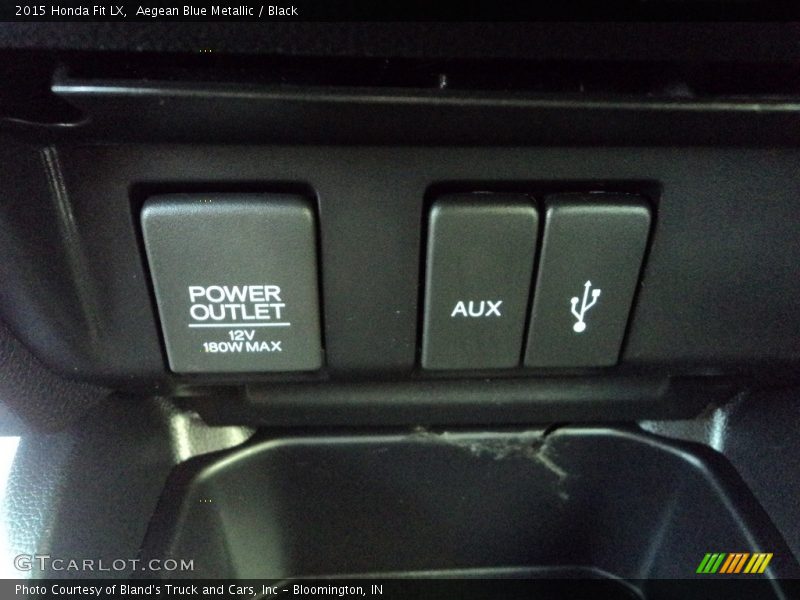 2015 Honda Fit LX,  Aegean Blue Metallic / Black
POWER
OUTLET
12V
180W MAX
AUX
GTCARLOT.COM
Photo Courtesy of Bland's Truck and Cars, Inc - Bloomington, IN